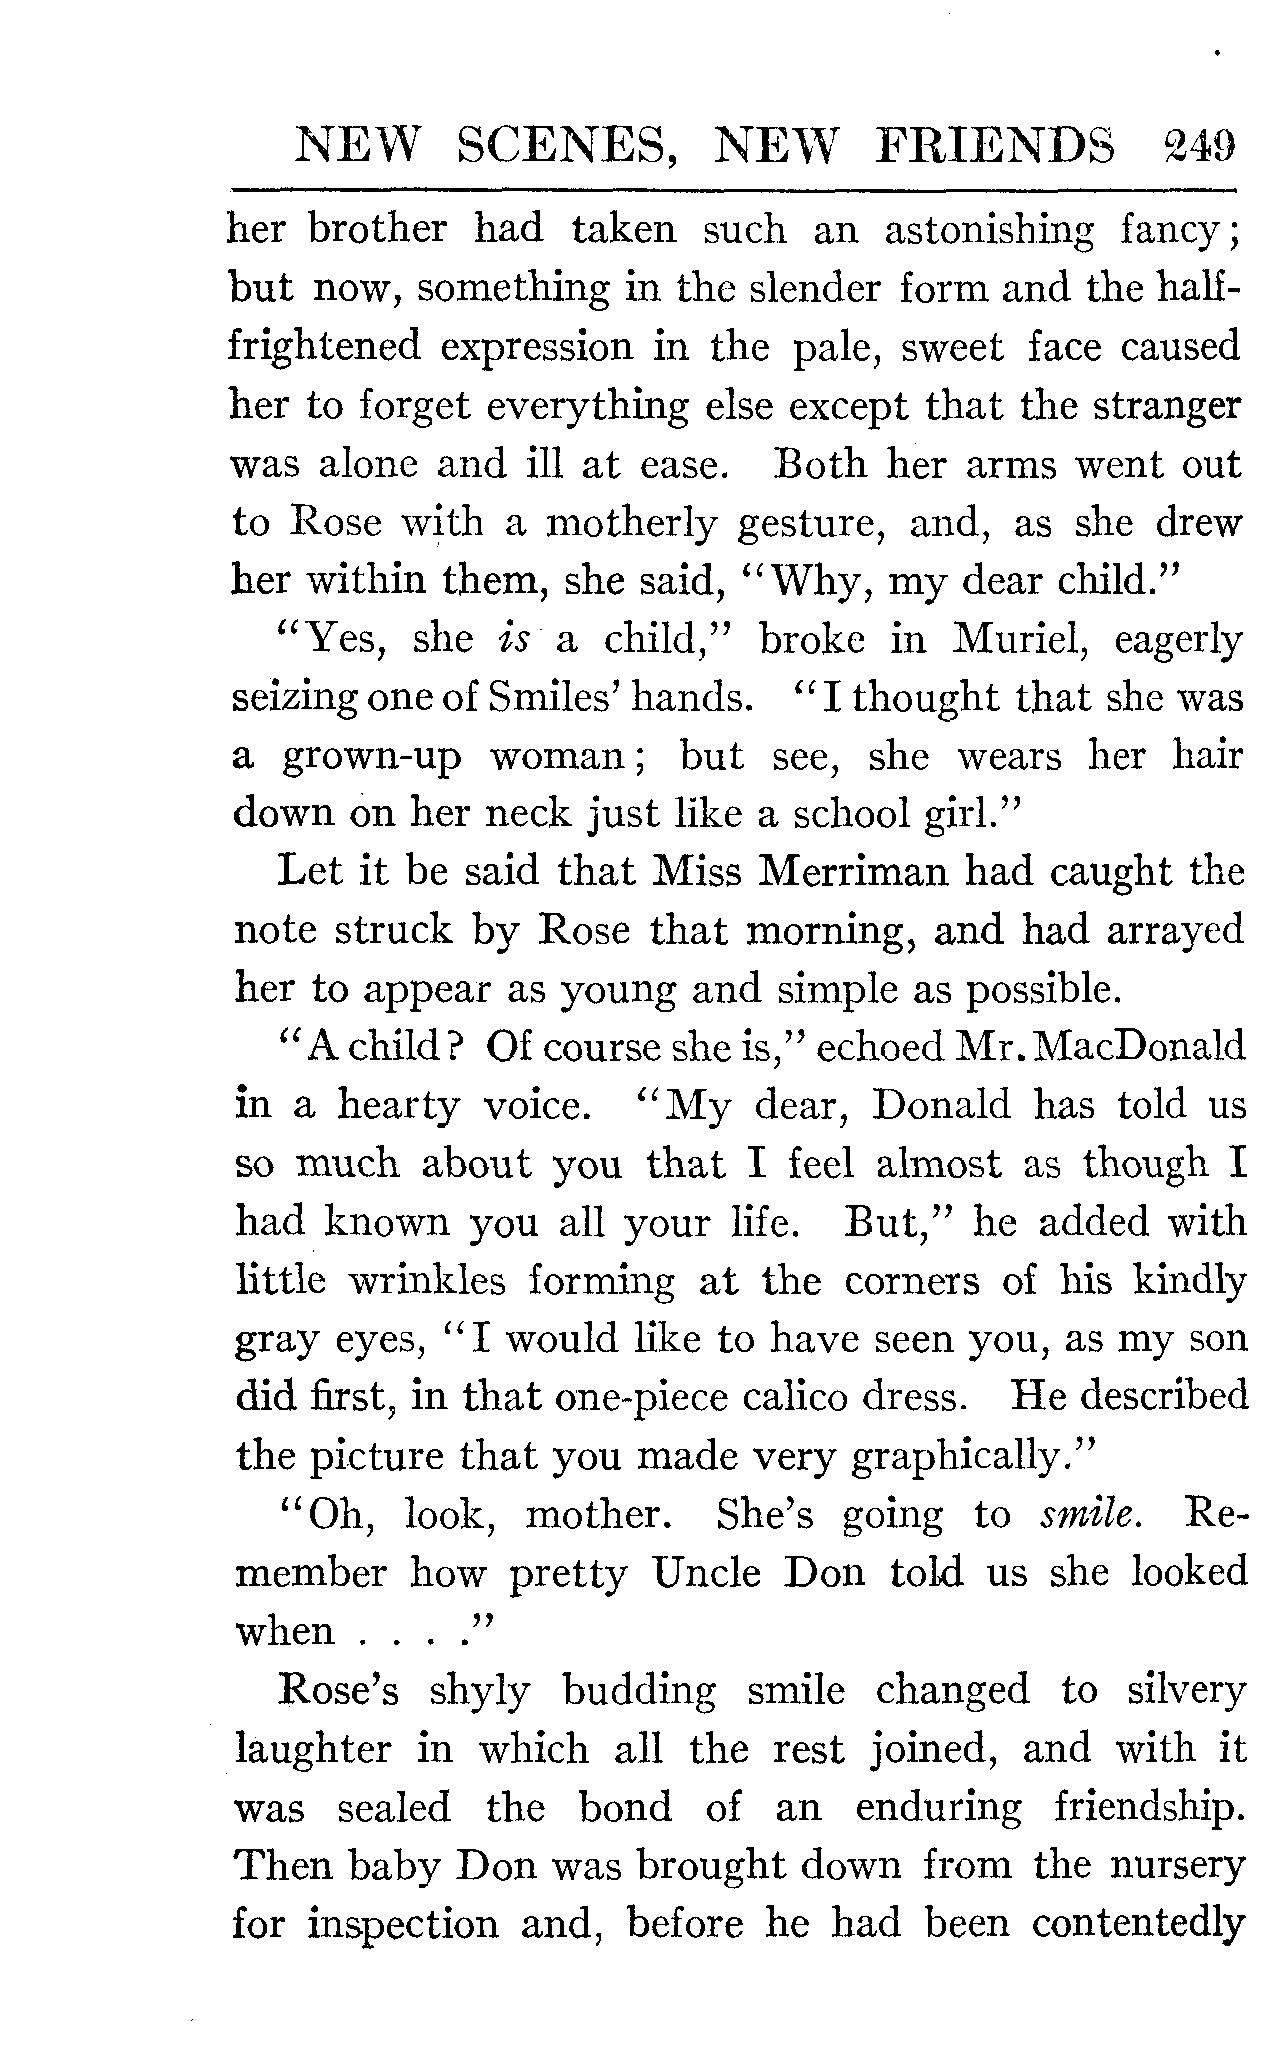 NEW SCENES, NEW FRIENDS 249
her brother had taken such an astonishing fancy;
but now, something in the slender form and the half-
frightened expression in the pale, sweet face caused
her to forget everything else except that the stranger
was alone and ill at ease. Both her arms went out
to Rose with a motherly gesture, and, as she drew
her within them, she said, “Why, my dear child.”
“Yes, she is a child,” broke in Muriel, eagerly
seizing one of Smiles’ hands. “I thought that she was
a grown-up woman; but see, she wears her hair
down on her neck just like a school girl.”
Let it be said that Miss Merriman had caught the
note struck by Rose that morning, and had arrayed
her to appear as young and simple as possible.
“A child? Of course she is,” echoed Mr. MacDonald
in a hearty voice. “My dear, Donald has told us
so much about you that I feel almost as though I
had known you all your life. But,” he added with
little wrinkles forming at the corners of his kindly
gray eyes, “I would like to have seen you, as my son
did first, in that one-piece calico dress. He described
the picture that you made very graphically.”
“Oh, look, mother. She’s going to smile. Re-
member how pretty Uncle Don told us she looked
when . . . .”
Rose’s shyly budding smile changed to silvery
laughter in which all the rest joined, and with it
was sealed the bond of an enduring friendship.
Then baby Don was brought down from the nursery
for inspection and, before he had been contentedly